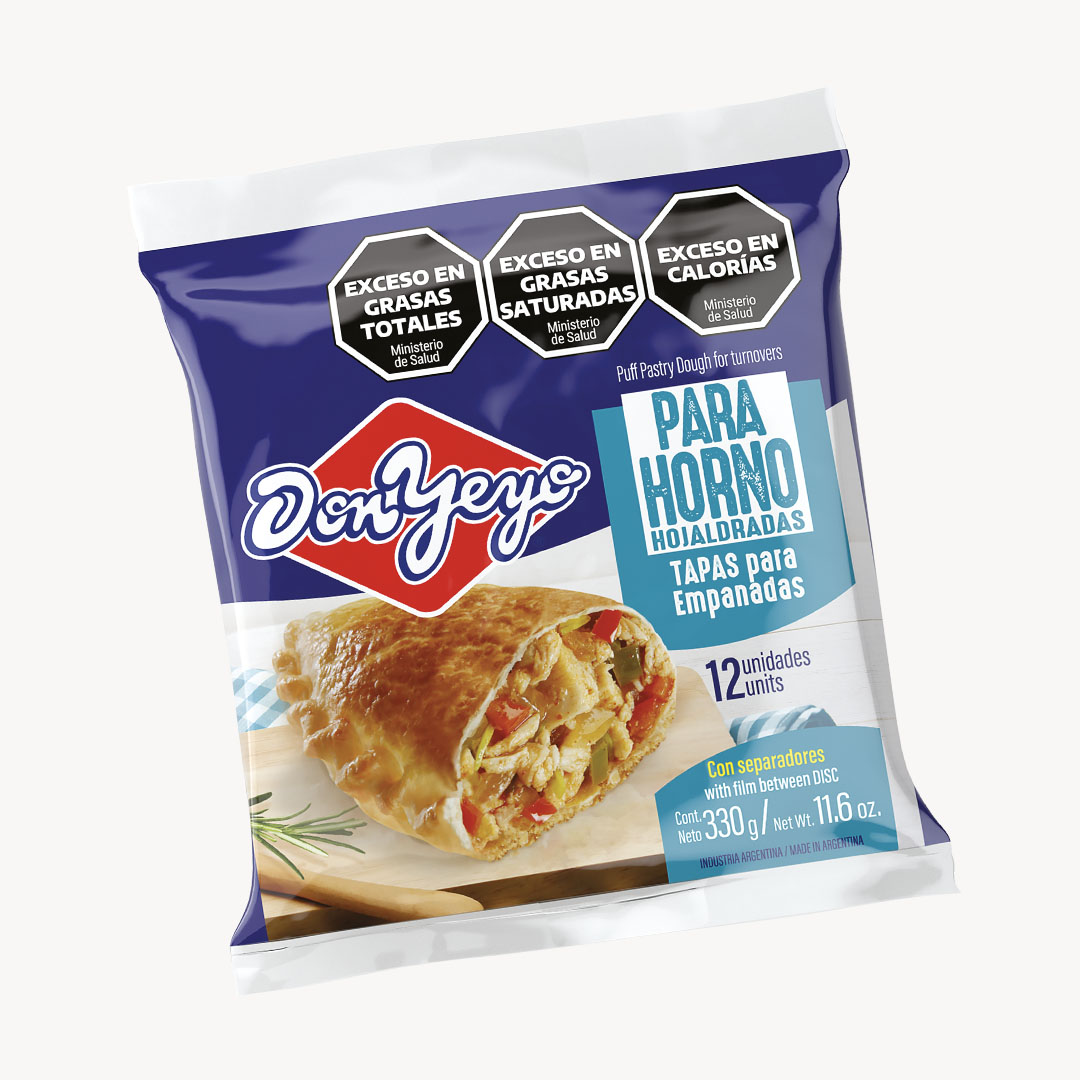 EXCESO EN
GRASAS
TOTALES
Ministerio
de Salud
EXCESO EN
GRASAS
SATURADAS
Ministerio
de Salud
EXCESO EN
CALORÍAS
Ministerio
de Salud
Puff Pastry Dough for turnovers
PARA
HORNO
HOJALDRADAS
TAPAS para
Empanadas
Don Yeyo
12 unidades
units
Con separadores
with film between DISC
Cont.
Neto 330 g / Net Wt. 11.6 oz.
INDUSTRIA ARGENTINA / MADE IN ARGENTINA